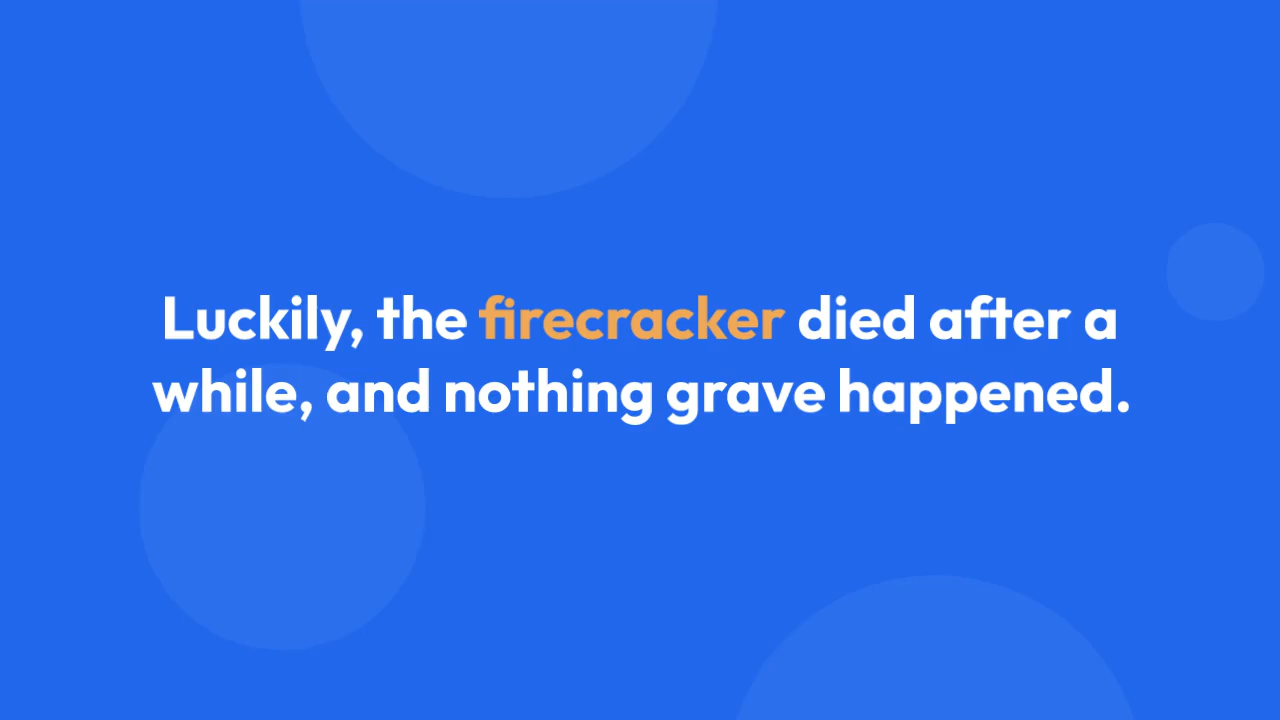 Luckily, the firecracker died after a
while, and nothing grave happened.